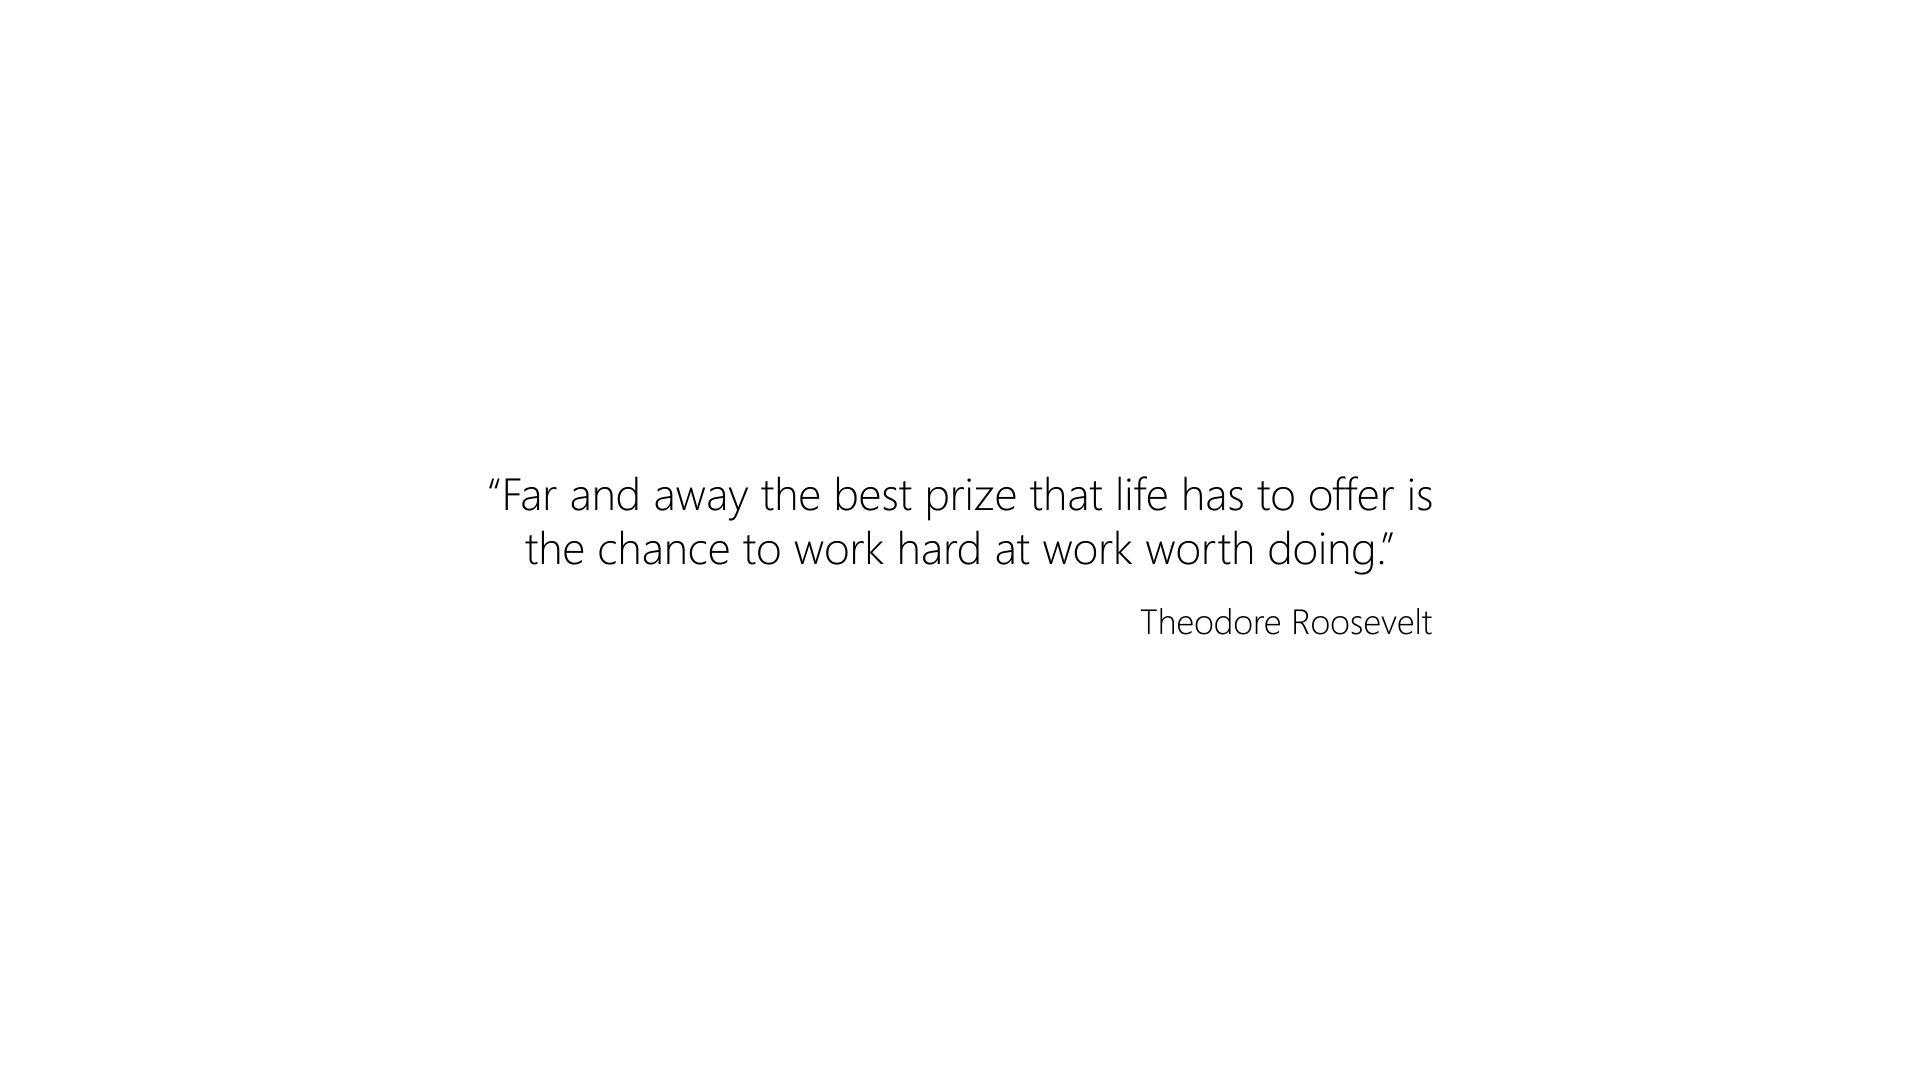 “Far and away the best prize that life has to offer is
the chance to work hard at work worth doing.”
Theodore Roosevelt